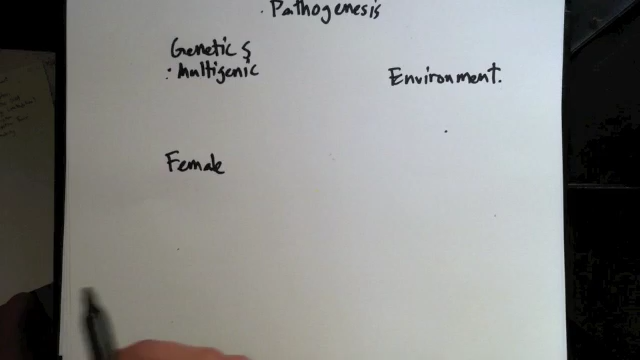 · Pathogenesis
Genetic &
: Multigenic
Environment.
Female